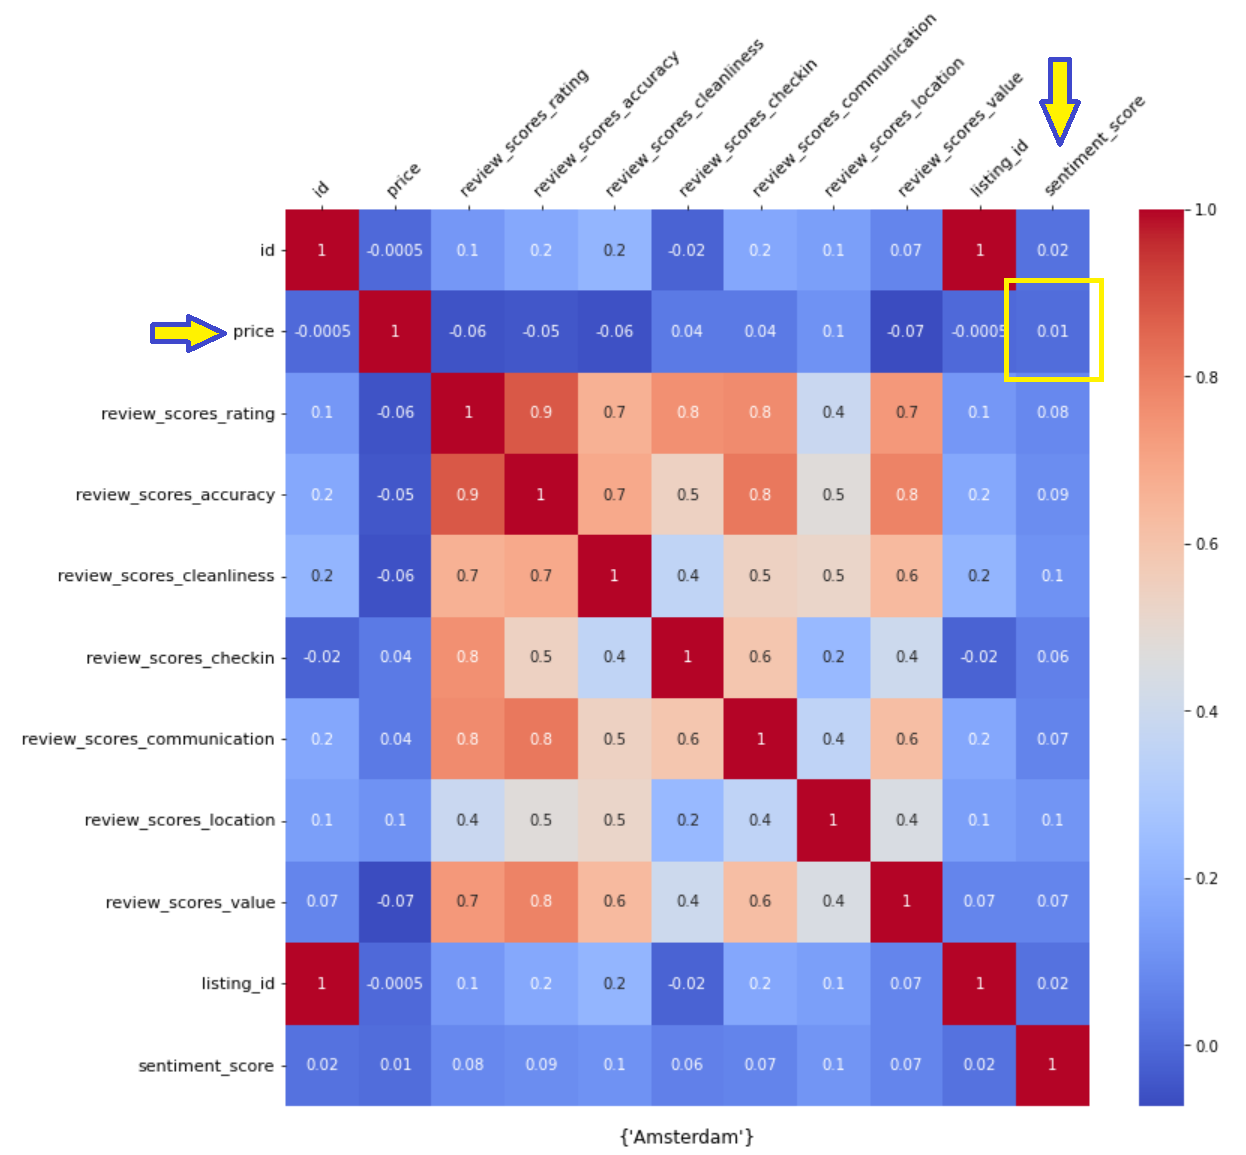 id
price
review_scores_rating
review_scores_accuracy
review_scores_cleanliness
review_scores_checkin
review_scores_communication
review_scores_location
review_scores_value
listing_id
sentiment_score
id 1 -0.0005 0.1 0.2 0.2 -0.02 0.2 0.1 0.07 1 0.02
price -0.0005 1 -0.06 -0.05 -0.06 0.04 0.04 0.1 -0.07 -0.0005 0.01
review_scores_rating 0.1 -0.06 1 0.9 0.7 0.8 0.8 0.4 0.7 0.1 0.08
review_scores_accuracy 0.2 -0.05 0.9 1 0.7 0.5 0.8 0.5 0.8 0.2 0.09
review_scores_cleanliness 0.2 -0.06 0.7 0.7 1 0.4 0.5 0.5 0.6 0.2 0.1
review_scores_checkin -0.02 0.04 0.8 0.5 0.4 1 0.6 0.2 0.4 -0.02 0.06
review_scores_communication 0.2 0.04 0.8 0.8 0.5 0.6 1 0.4 0.6 0.2 0.07
review_scores_location 0.1 0.1 0.4 0.5 0.5 0.2 0.4 1 0.4 0.1 0.1
review_scores_value 0.07 -0.07 0.7 0.8 0.6 0.4 0.6 0.4 1 0.07 0.07
listing_id 1 -0.0005 0.1 0.2 0.2 -0.02 0.2 0.1 0.07 1 0.02
sentiment_score 0.02 0.01 0.08 0.09 0.1 0.06 0.07 0.1 0.07 0.02 1
1.0
0.8
0.6
0.4
0.2
0.0
{'Amsterdam'}